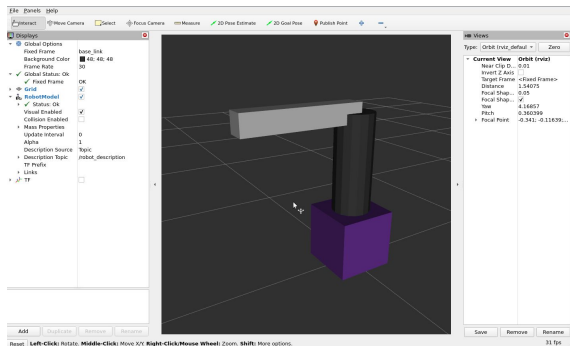 File Panels Help
Interact Move Camera Select Focus Camera Measure 2D Pose Estimate 2D Goal Pose Publish Point
Displays
Global Options
Fixed Frame base_link
Background Color 48; 48; 48
Frame Rate 30
Global Status: Ok
Fixed Frame OK
Grid
RobotModel
Status: Ok
Visual Enabled
Collision Enabled
Mass Properties
Update Interval 0
Alpha 1
Description Source Topic
Description Topic /robot_description
TF Prefix
Links
TF
Add Duplicate Remove Rename
Reset Left-Click: Rotate. Middle-Click: Move X/Y. Right-Click/Mouse Wheel: Zoom. Shift: More options.
Views
Type: Orbit (rviz_defaul Zero
Current View Orbit (rviz)
Near Clip D... 0.01
Invert Z Axis
Target Frame <Fixed Frame>
Distance 1.54075
Focal Shap... 0.05
Focal Shap...
Yaw 4.16857
Pitch 0.360399
Focal Point -0.341; -0.11639;...
Save Remove Rename
31 fps